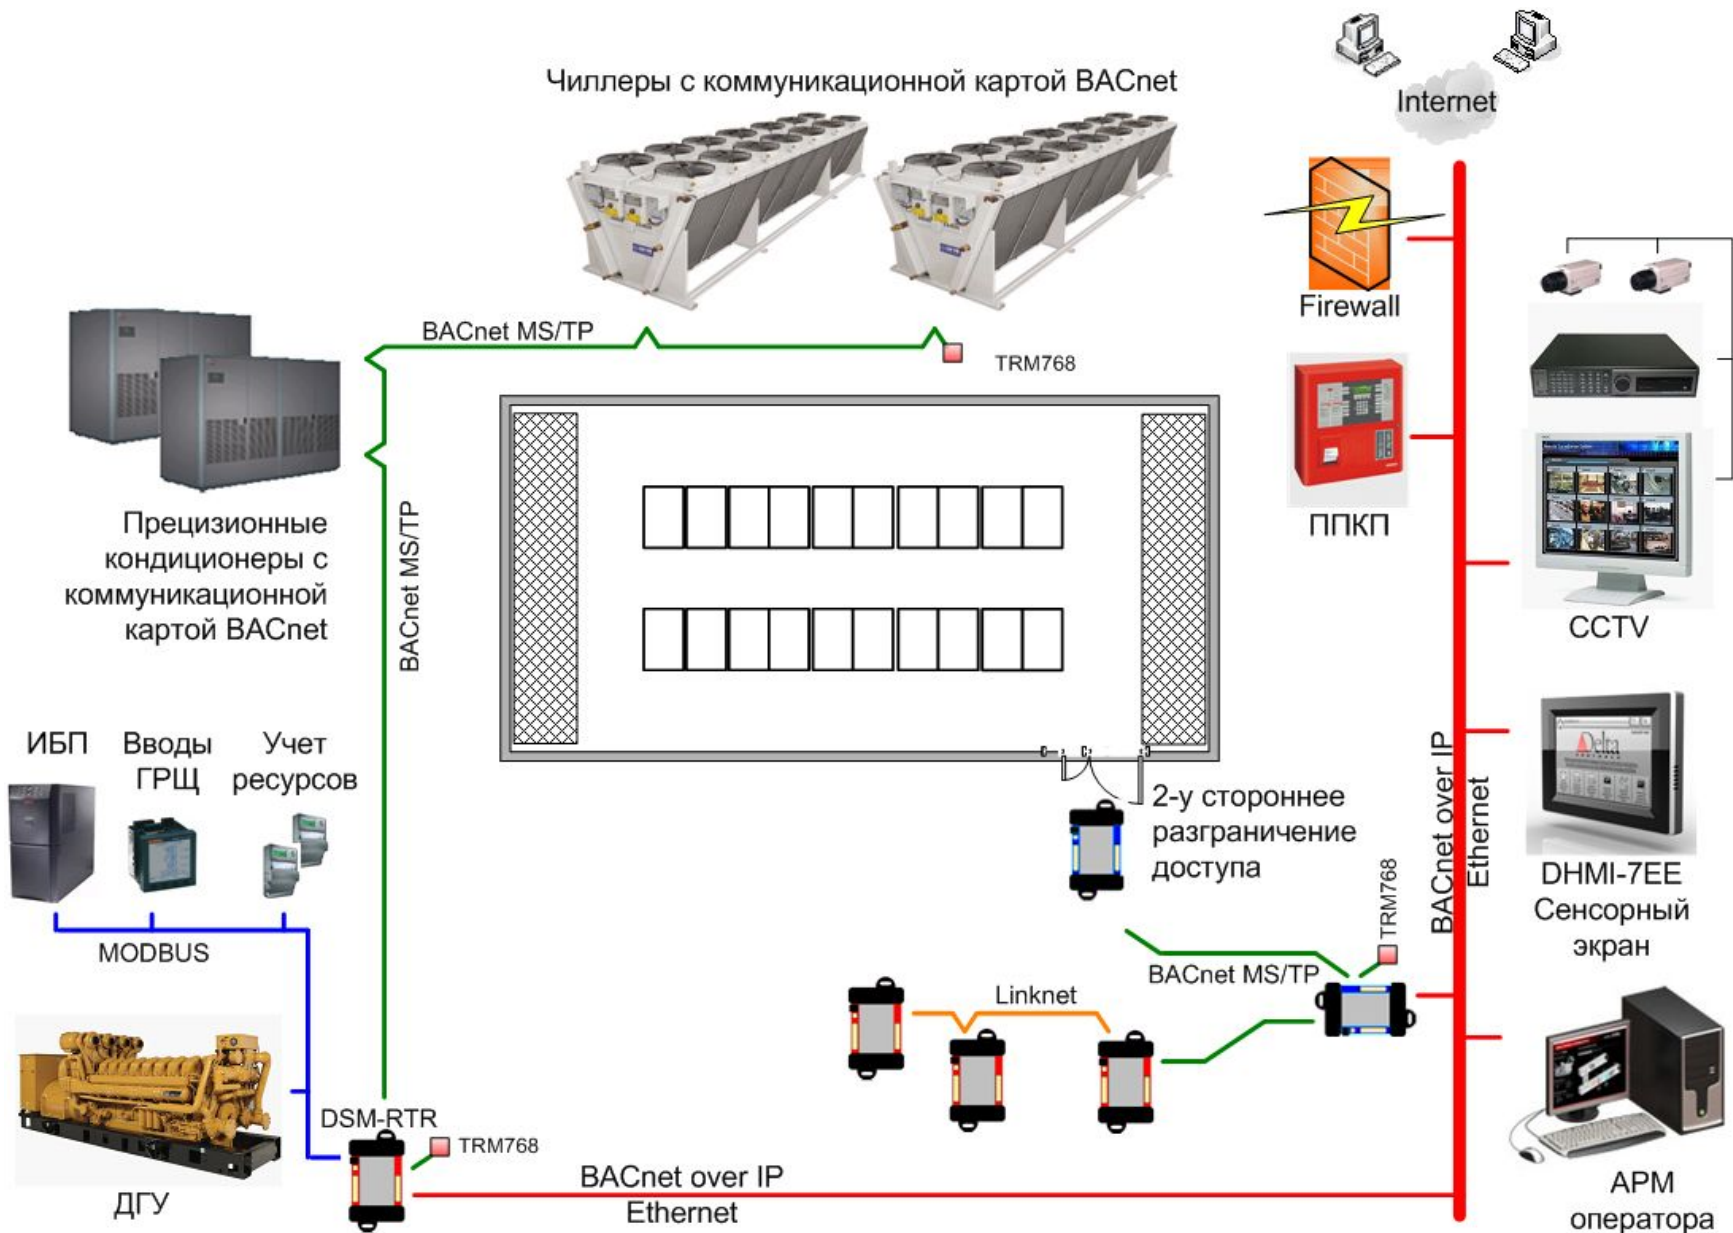 Чиллеры с коммуникационной картой BACnet
Internet
Firewall
BACnet MS/TP
TRM768
ППКП
CCTV
Прецизионные
кондиционеры с
коммуникационной
картой BACnet
BACnet MS/TP
ИБП
Вводы
ГРЩ
Учет
ресурсов
MODBUS
2-у стороннее
разграничение
доступа
TRM768
BACnet over IP
Ethernet
Delta
DHMI-7EE
Сенсорный
экран
BACnet MS/TP
Linknet
DSM-RTR
TRM768
ДГУ
BACnet over IP
Ethernet
АРМ
оператора